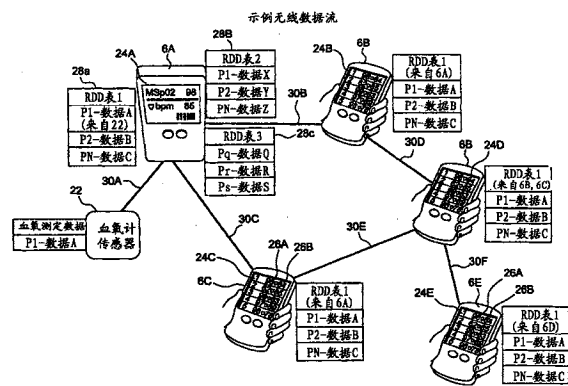 示例无线数据流
6A
28B
24A
28a
RDD表2
P1-数据X
P2-数据Y
PN-数据Z
24B
6B
RDD表1
(来自6A)
P1-数据A
P2-数据B
PN-数据C
MSpO2 98
bpm 85
RDD表1
P1-数据A
(来自22)
P2-数据B
PN-数据C
30B
RDD表3
28c
Pq-数据Q
Pr-数据R
Ps-数据S
30D
6B
24D
RDD表1
(来自6B,6C)
P1-数据A
P2-数据B
PN-数据C
22
30A
血氧测定数据
P1-数据A
血氧计
传感器
30C
30E
30F
24C
6C
26A
26B
RDD表1
(来自6A)
P1-数据A
P2-数据B
PN-数据C
24E
6E
26A
26B
RDD表1
(来自6D)
P1-数据A
P2-数据B
PN-数据C